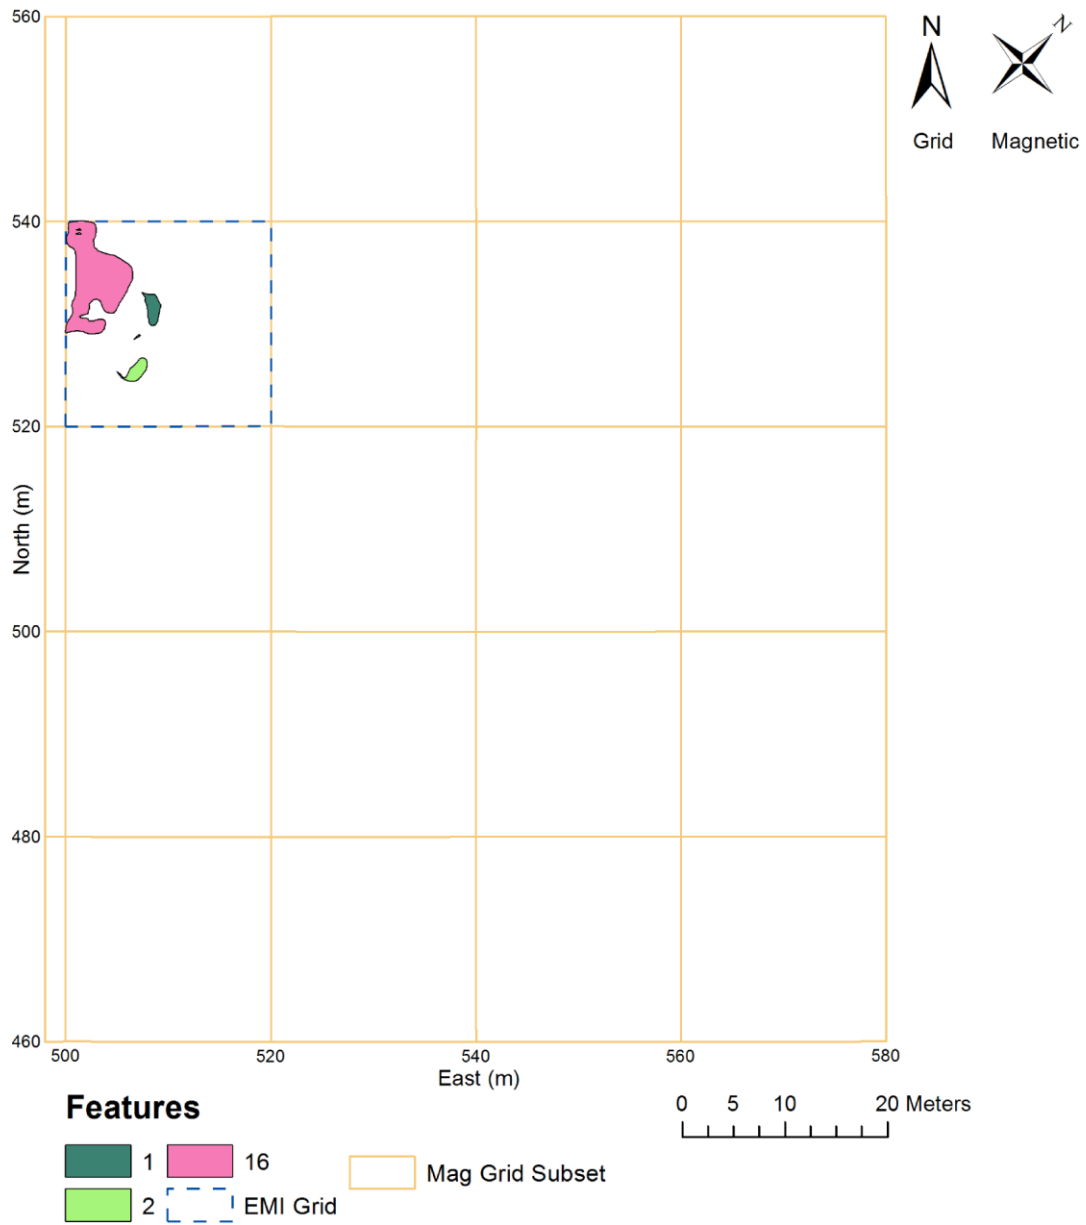 560
N
N
Grid Magnetic
540
520
North (m)
500
480
460
500 520 540 560 580
East (m)
Features
0 5 10 20 Meters
1 16
Mag Grid Subset
2 EMI Grid